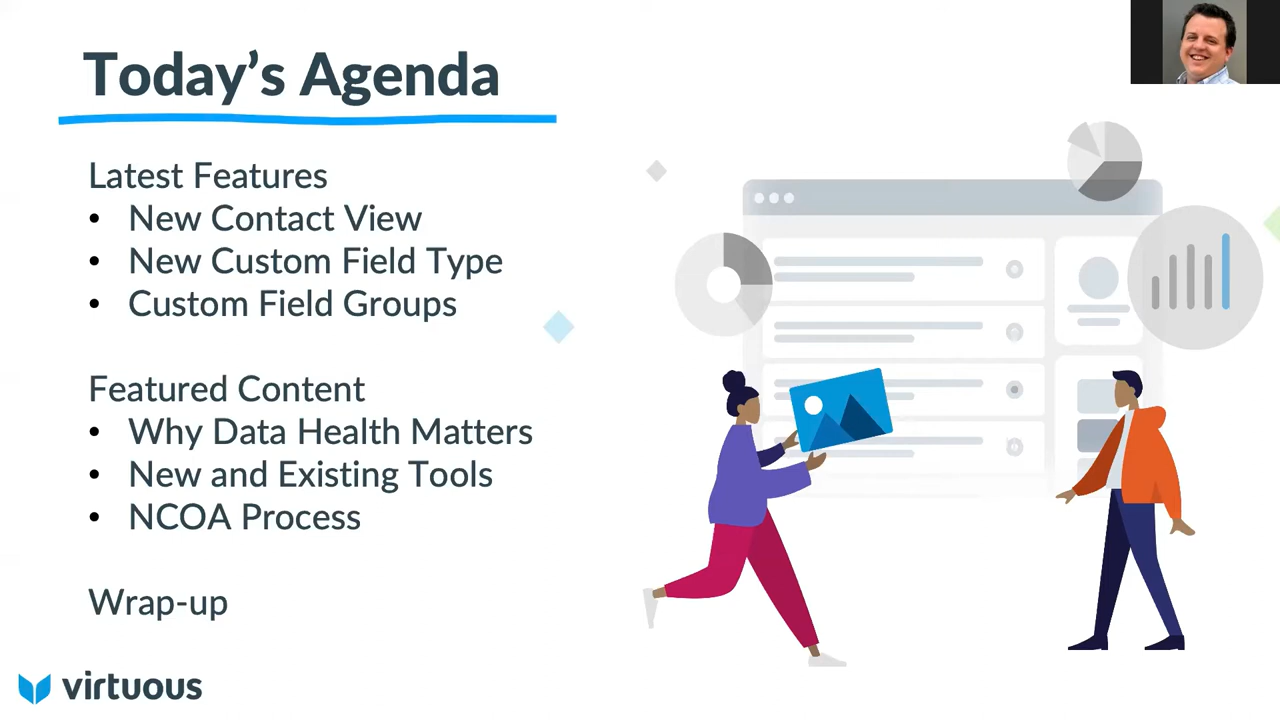 Today's Agenda
Latest Features
• New Contact View
• New Custom Field Type
• Custom Field Groups
Featured Content
• Why Data Health Matters
• New and Existing Tools
• NCOA Process
Wrap-up
virtuous